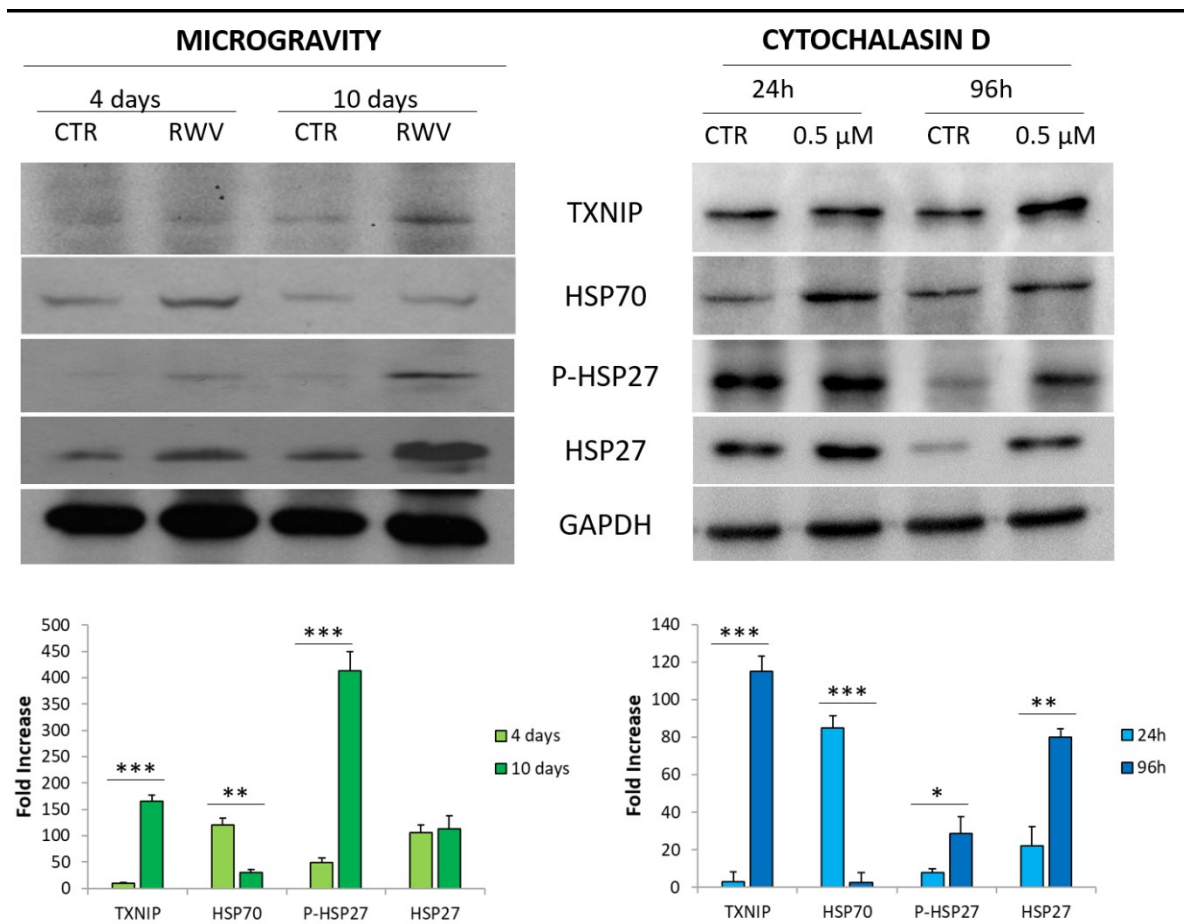 MICROGRAVITY
CYTOCHALASIN D
4 days 10 days
24h 96h
CTR RWV CTR RWV
CTR 0.5 µM CTR 0.5 µM
TXNIP
HSP70
P-HSP27
HSP27
GAPDH
Fold Increase
500
450
400
350
300
250
200
150
100
50
0
***
**
***
TXNIP HSP70 P-HSP27 HSP27
4 days
10 days
Fold Increase
140
120
100
80
60
40
20
0
***
***
*
**
TXNIP HSP70 P-HSP27 HSP27
24h
96h